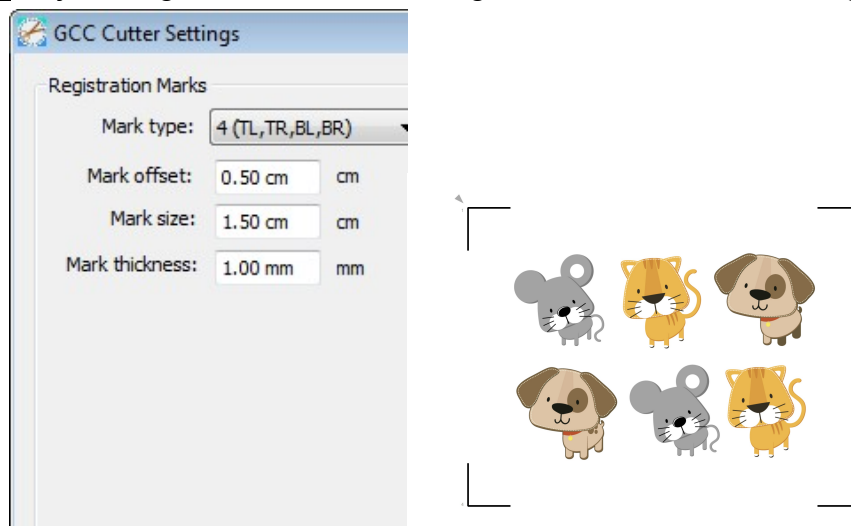 GCC Cutter Settings
Registration Marks
Mark type: 4 (TL,TR,BL,BR)
Mark offset: 0.50 cm cm
Mark size: 1.50 cm cm
Mark thickness: 1.00 mm mm